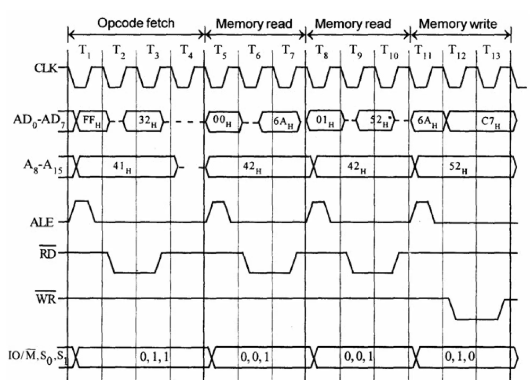 Opcode fetch Memory read Memory read Memory write
T1 T2 T3 T4 T5 T6 T7 T8 T9 T10 T11 T12 T13
CLK
AD0-AD7 FFH 32H 00H 6AH 01H 52H* 6AH C7H
A8-A15 41H 42H 42H 52H
ALE
RD
WR
IO/M, S0, S1 0, 1, 1 0, 0, 1 0, 0, 1 0, 1, 0